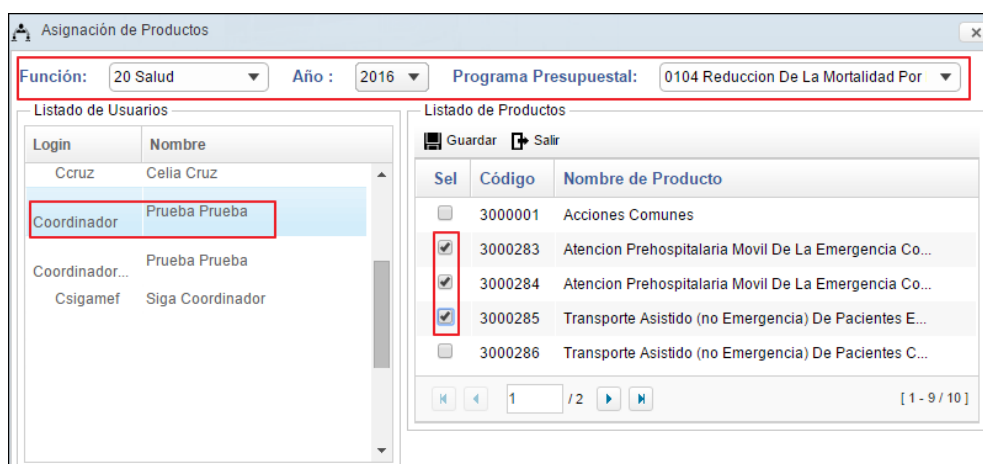 Asignación de Productos
Función: 20 Salud Año : 2016 Programa Presupuestal: 0104 Reduccion De La Mortalidad Por
Listado de Usuarios
Login Nombre
Ccruz Celia Cruz
Coordinador Prueba Prueba
Coordinador... Prueba Prueba
Csigamef Siga Coordinador
Listado de Productos
Guardar Salir
Sel Código Nombre de Producto
3000001 Acciones Comunes
3000283 Atencion Prehospitalaria Movil De La Emergencia Co...
3000284 Atencion Prehospitalaria Movil De La Emergencia Co...
3000285 Transporte Asistido (no Emergencia) De Pacientes E...
3000286 Transporte Asistido (no Emergencia) De Pacientes C...
1 / 2 [ 1 - 9 / 10 ]